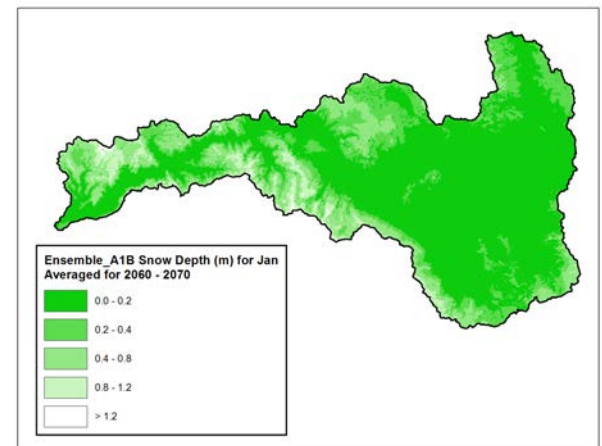 Ensemble_A1B Snow Depth (m) for Jan
Averaged for 2060 - 2070
0.0 - 0.2
0.2 - 0.4
0.4 - 0.8
0.8 - 1.2
> 1.2